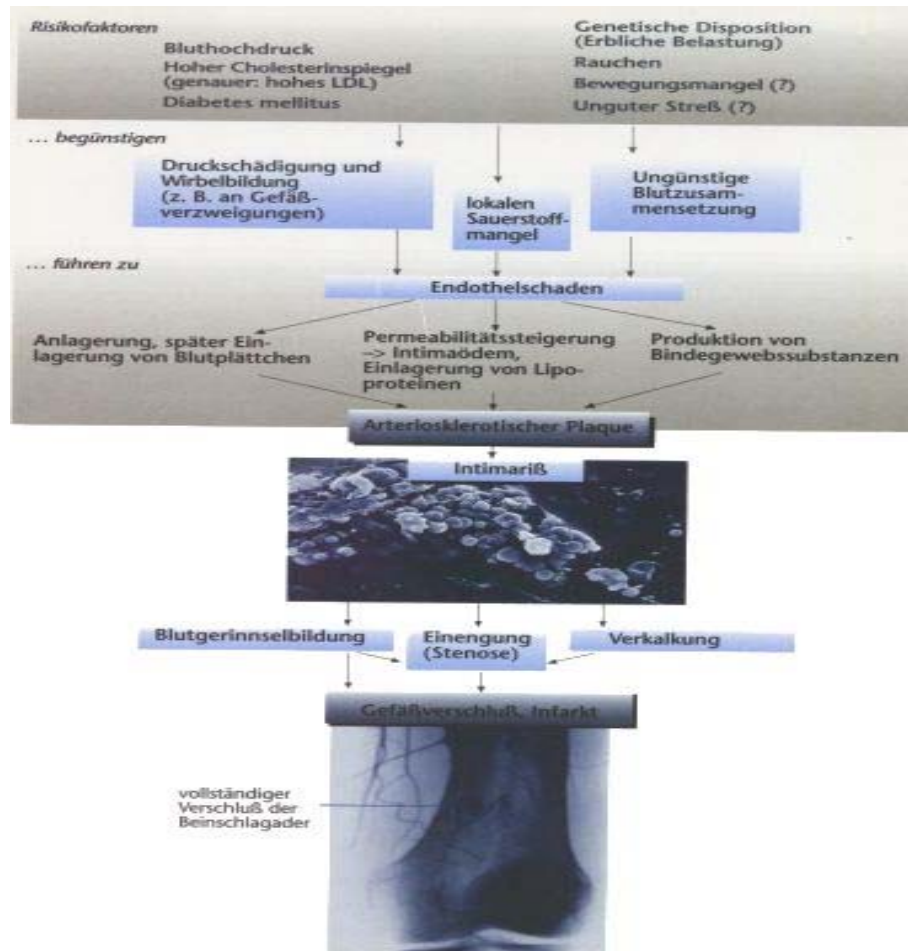 Risikofaktoren
Bluthochdruck
Hoher Cholesterinspiegel
(genauer: hohes LDL)
Diabetes mellitus
Genetische Disposition
(Erbliche Belastung)
Rauchen
Bewegungsmangel (?)
Unguter Streß (?)
... begünstigen
Druckschädigung und
Wirbelbildung
(z. B. an Gefäß-
verzweigungen)
lokalen
Sauerstoff-
mangel
Ungünstige
Blutzusam-
mensetzung
... führen zu
Endothelschaden
Anlagerung, später Ein-
lagerung von Blutplättchen
Permeabilitätssteigerung
–> Intimaödem,
Einlagerung von Lipo-
proteinen
Produktion von
Bindegewebssubstanzen
Arteriosklerotischer Plaque
Intimariß
Blutgerinnselbildung
Einengung
(Stenose)
Verkalkung
Gefäßverschluß, Infarkt
vollständiger
Verschluß der
Beinschlagader